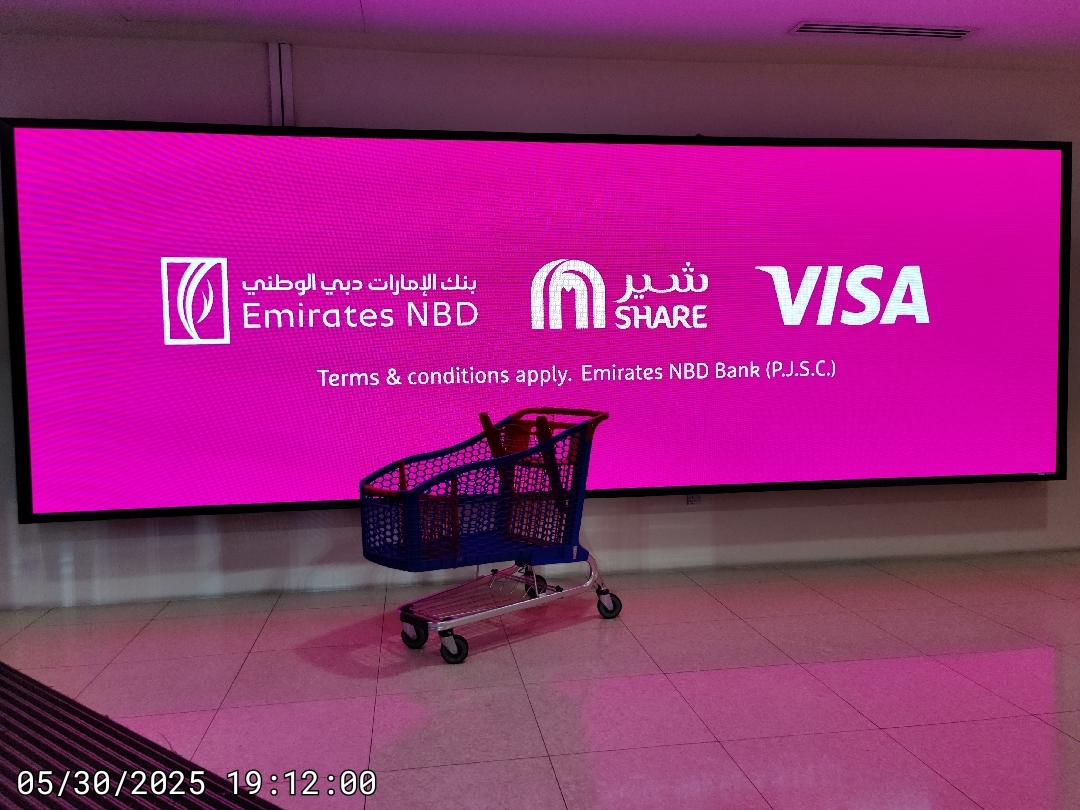 بنك الإمارات دبي الوطني
Emirates NBD
شير
SHARE
VISA
Terms & conditions apply. Emirates NBD Bank (P.J.S.C.)
05/30/2025 19:12:00